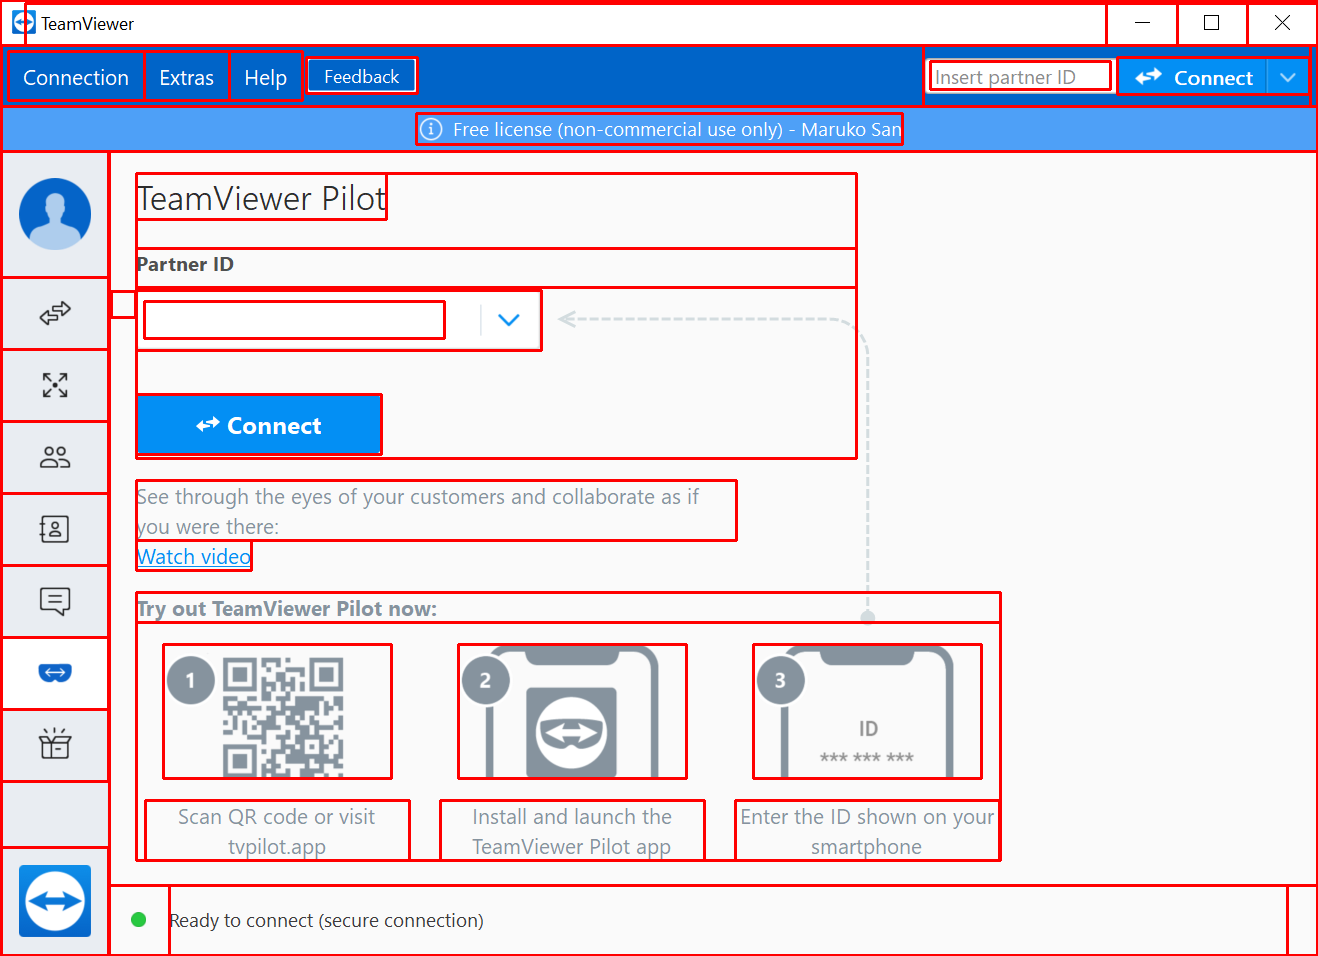 TeamViewer
Connection Extras Help Feedback Insert partner ID Connect
Free license (non-commercial use only) - Maruko San
TeamViewer Pilot
Partner ID
Connect
See through the eyes of your customers and collaborate as if
you were there:
Watch video
Try out TeamViewer Pilot now:
1
2
3
ID
*** *** ***
Scan QR code or visit
tvpilot.app
Install and launch the
TeamViewer Pilot app
Enter the ID shown on your
smartphone
Ready to connect (secure connection)